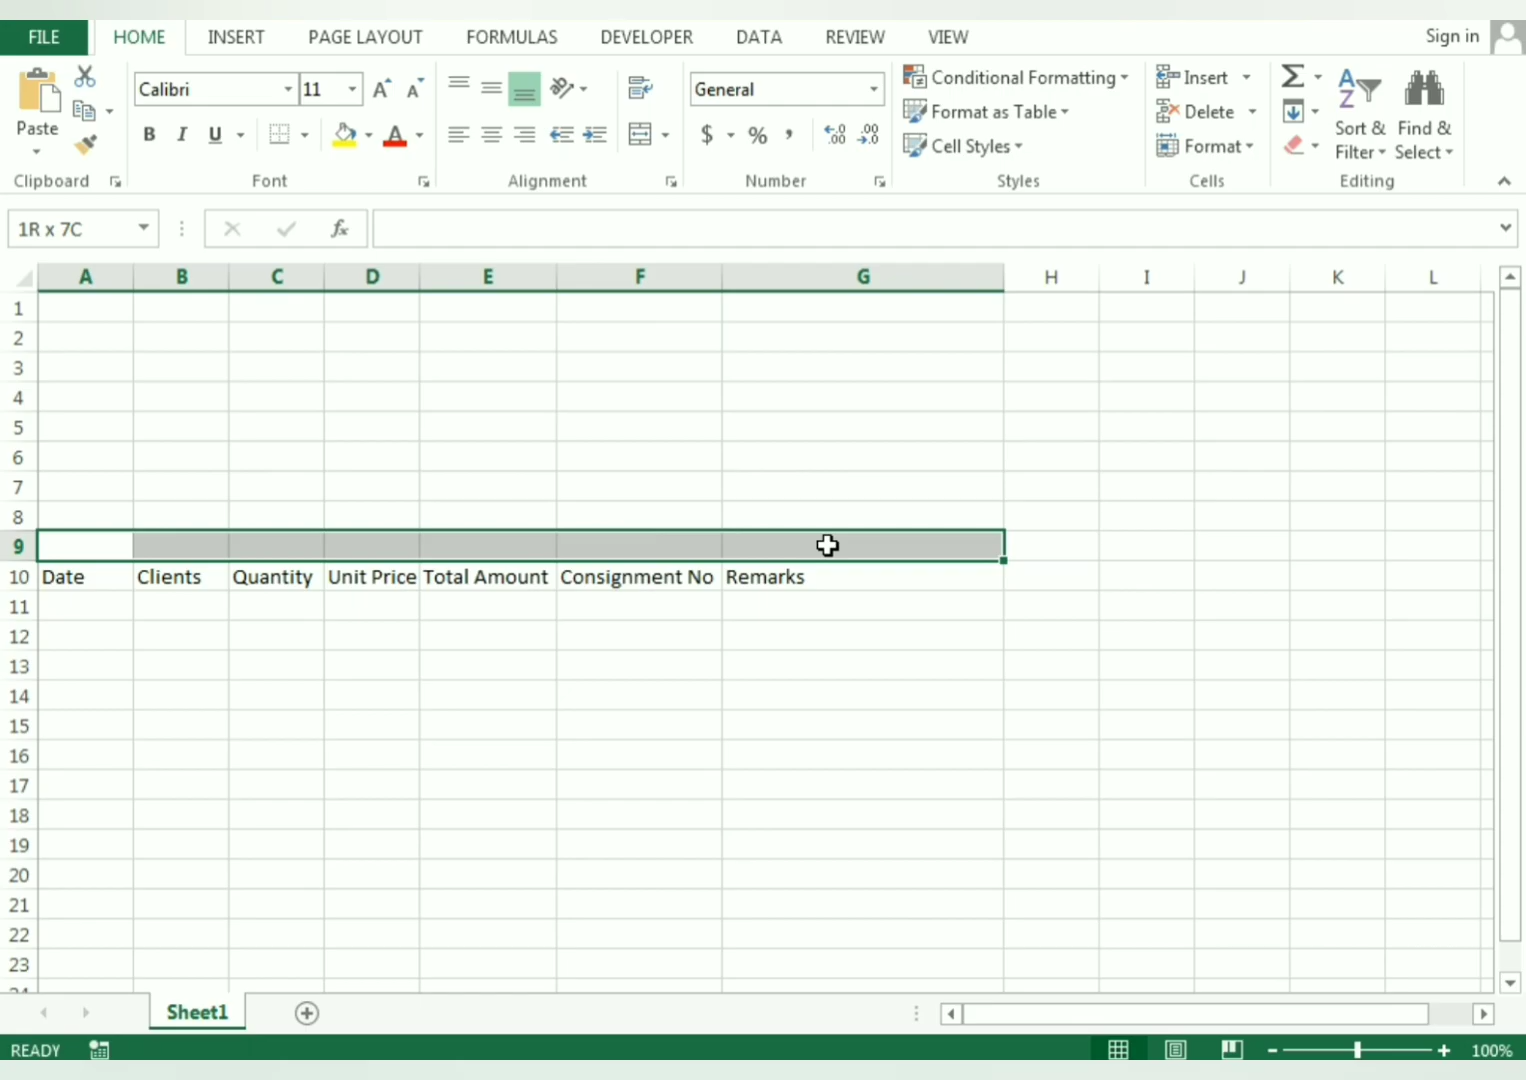 FILE HOME INSERT PAGE LAYOUT FORMULAS DEVELOPER DATA REVIEW VIEW Sign in
Paste
Calibri 11
B I U A
General
$ % , .0 .00
Conditional Formatting
Format as Table
Cell Styles
Insert
Delete
Format
Sort & Filter
Find & Select
Clipboard Font Alignment Number Styles Cells Editing
1R x 7C fx
A B C D E F G H I J K L
1
2
3
4
5
6
7
8
9
10 Date Clients Quantity Unit Price Total Amount Consignment No Remarks
11
12
13
14
15
16
17
18
19
20
21
22
23
Sheet1
READY 100%